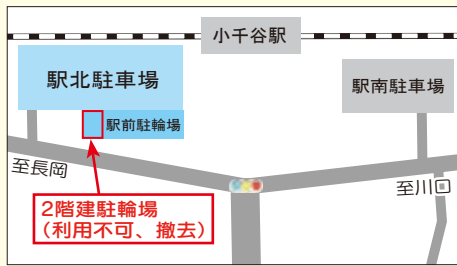 小千谷駅
駅北駐車場
駅南駐車場
駅前駐輪場
至長岡
至川口
2階建駐輪場
(利用不可、撤去)